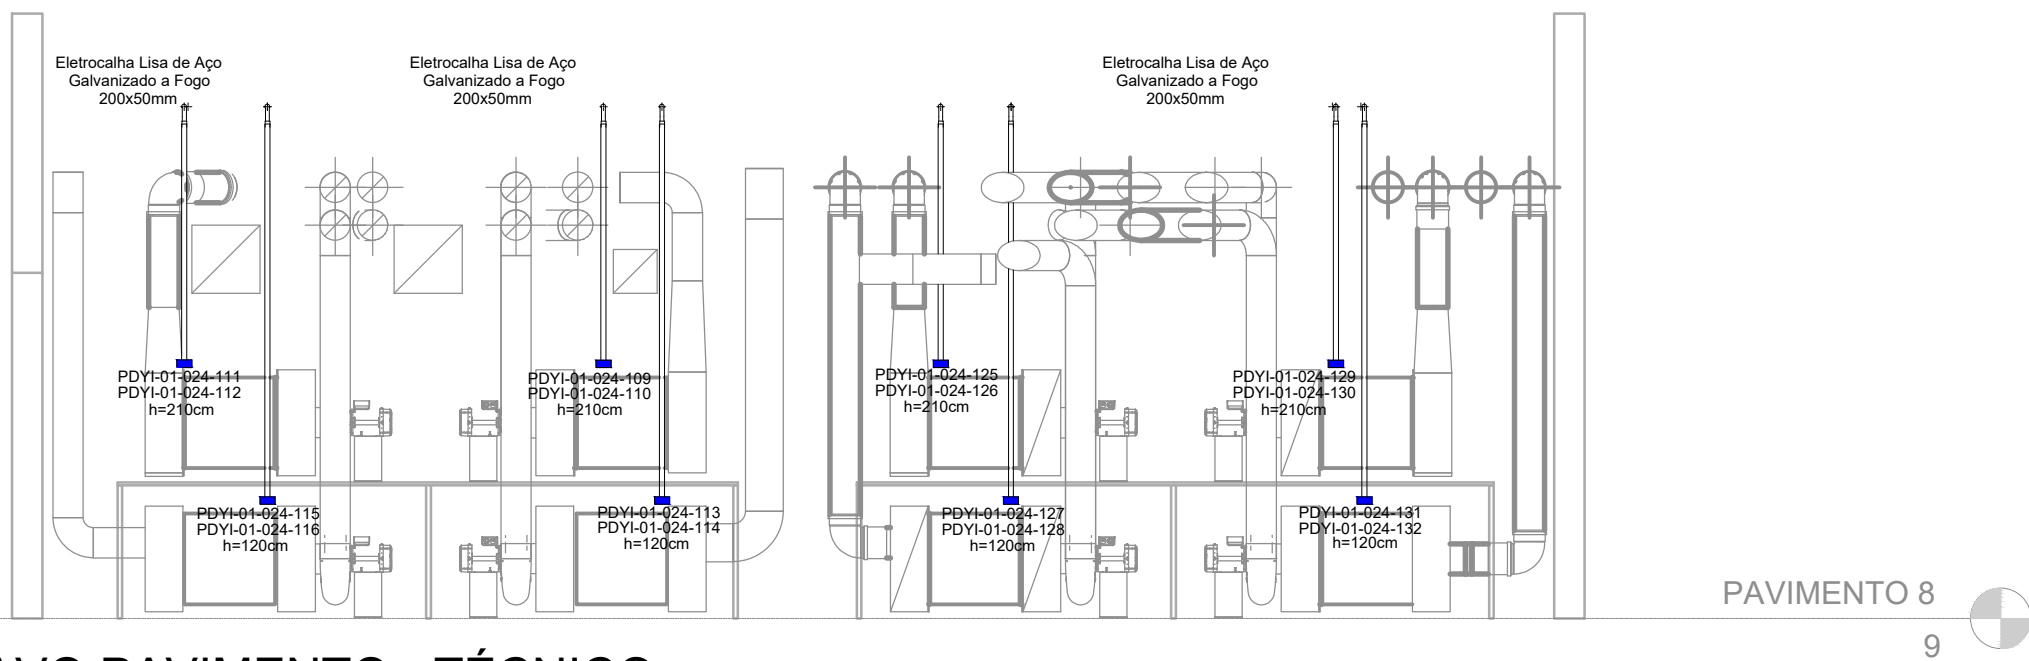 Eletrocalha Lisa de Aço
Galvanizado a Fogo
200x50mm
Eletrocalha Lisa de Aço
Galvanizado a Fogo
200x50mm
Eletrocalha Lisa de Aço
Galvanizado a Fogo
200x50mm
PDYI-01-024-111
PDYI-01-024-112
h=210cm
PDYI-01-024-109
PDYI-01-024-110
h=210cm
PDYI-01-024-125
PDYI-01-024-126
h=210cm
PDYI-01-024-129
PDYI-01-024-130
h=210cm
PDYI-01-024-115
PDYI-01-024-116
h=120cm
PDYI-01-024-113
PDYI-01-024-114
h=120cm
PDYI-01-024-127
PDYI-01-024-128
h=120cm
PDYI-01-024-131
PDYI-01-024-132
h=120cm
PAVIMENTO 8
9
PAVIMENTO - TÉCNICO